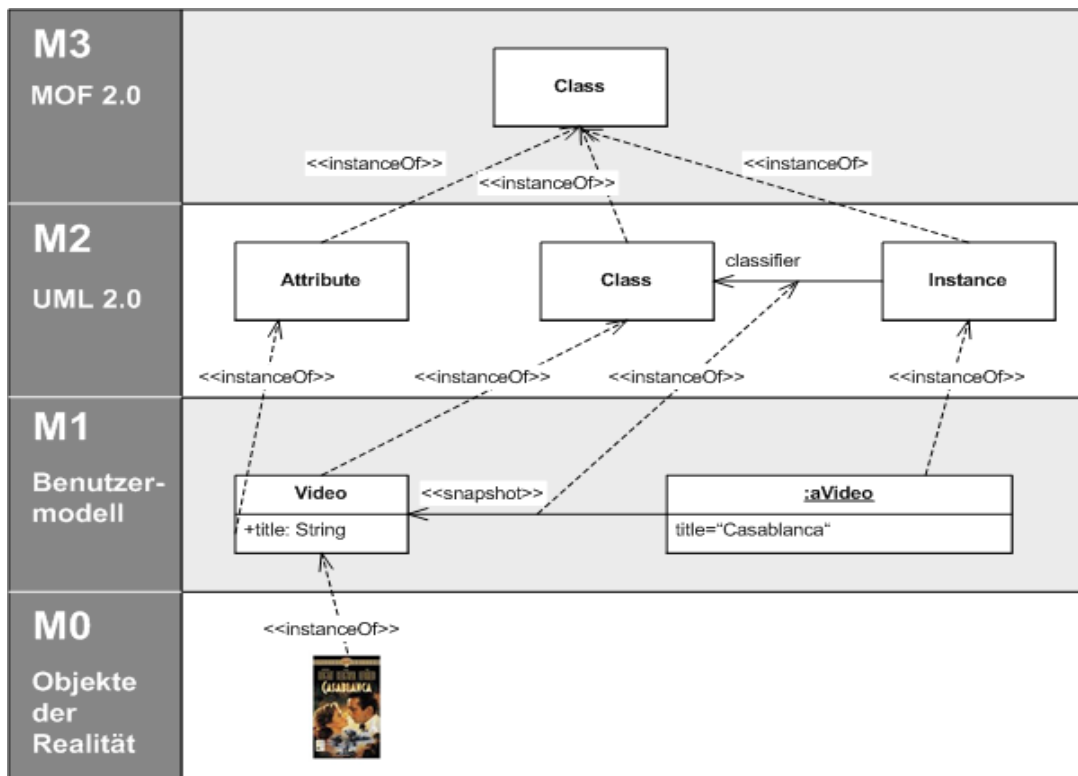 M3
MOF 2.0
Class
<<instanceOf>>
<<instanceOf>>
<<instanceOf>
M2
UML 2.0
Attribute
Class
classifier
Instance
<<instanceOf>>
<<instanceOf>>
<<instanceOf>>
<<instanceOf>>
M1
Benutzer-
modell
Video
+title: String
<<snapshot>>
:aVideo
title="Casablanca"
M0
Objekte
der
Realität
<<instanceOf>>
CASABLANCA